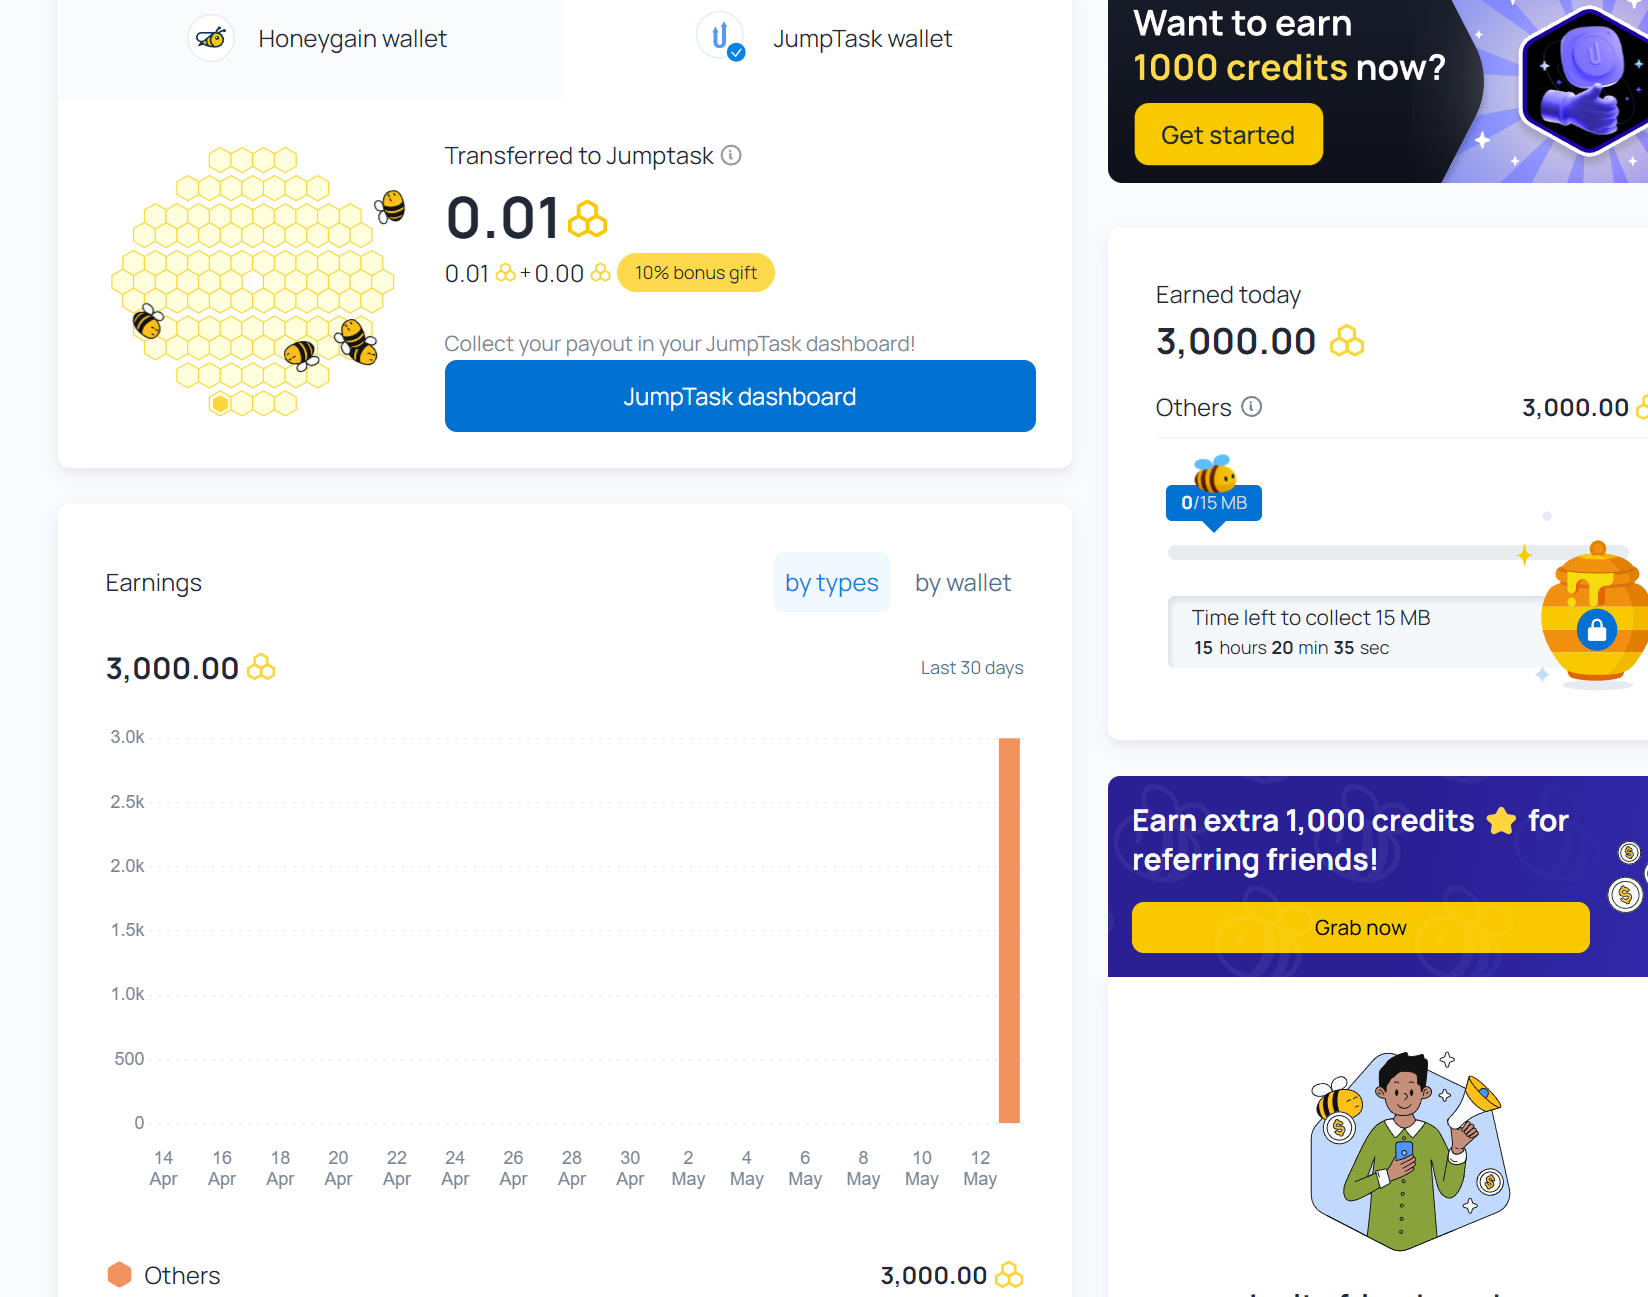 Honeygain wallet
JumpTask wallet
Transferred to Jumptask
0.01
0.01 + 0.00 10% bonus gift
Collect your payout in your JumpTask dashboard!
JumpTask dashboard
Earnings
by types
by wallet
3,000.00
Last 30 days
3.0k
2.5k
2.0k
1.5k
1.0k
500
0
14 16 18 20 22 24 26 28 30 2 4 6 8 10 12
Apr Apr Apr Apr Apr Apr Apr Apr Apr May May May May May May
Others
3,000.00
Want to earn
1000 credits now?
Get started
Earned today
3,000.00
Others
3,000.00
0/15 MB
Time left to collect 15 MB
15 hours 20 min 35 sec
Earn extra 1,000 credits for
referring friends!
Grab now